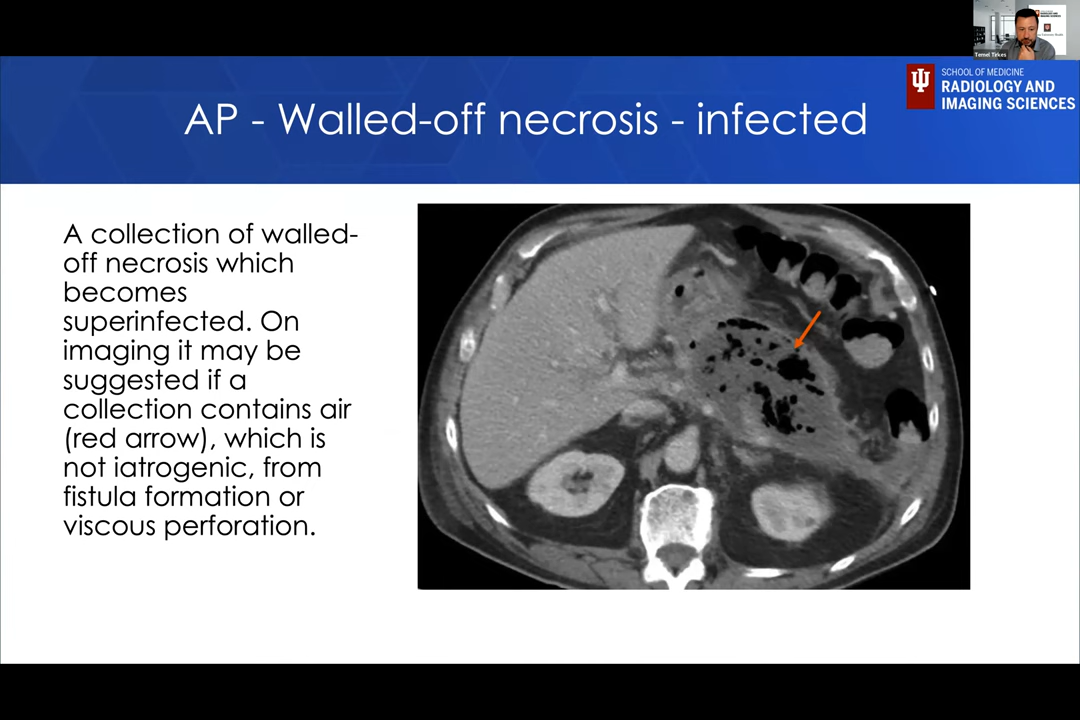 Temel Tirkes
SCHOOL OF MEDICINE
RADIOLOGY AND
IMAGING SCIENCES
AP - Walled-off necrosis - infected
A collection of walled-
off necrosis which
becomes
superinfected. On
imaging it may be
suggested if a
collection contains air
(red arrow), which is
not iatrogenic, from
fistula formation or
viscous perforation.